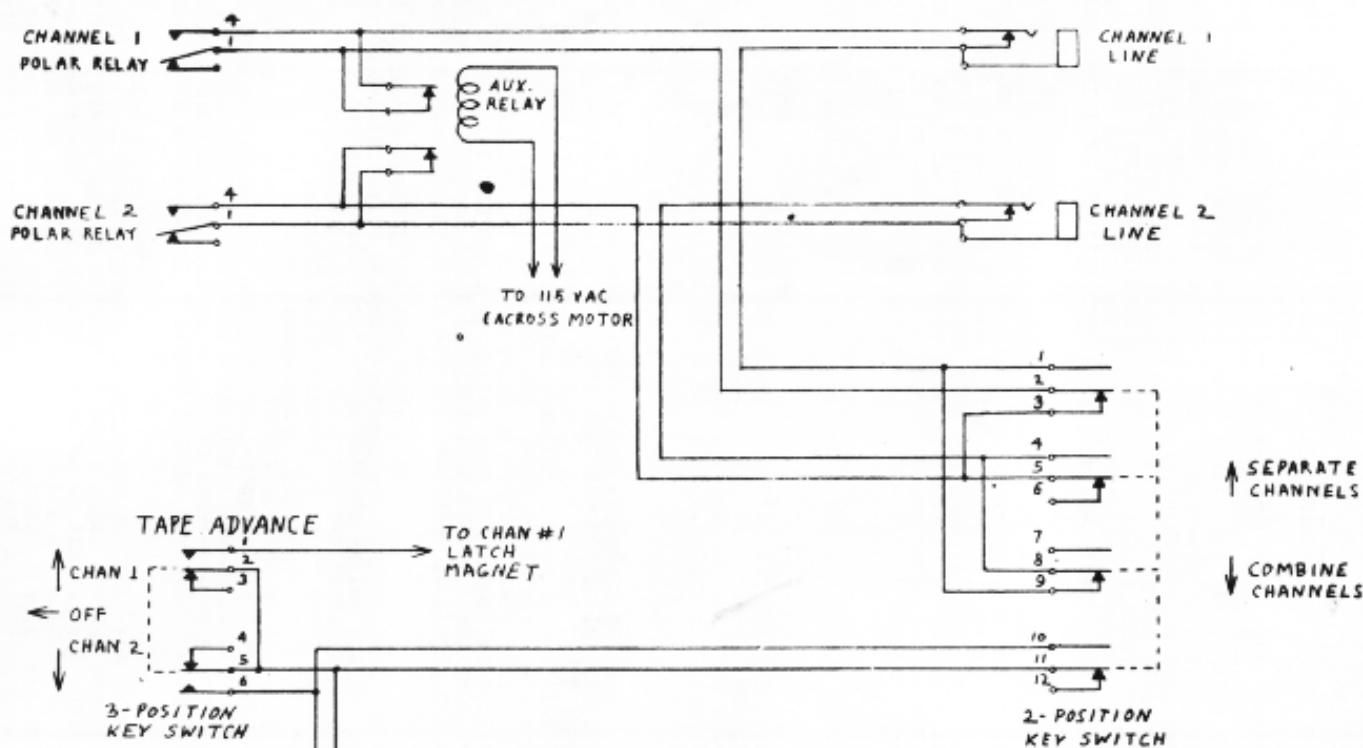 CHANNEL 1
POLAR RELAY
4
1
AUX.
RELAY
CHANNEL 1
LINE
CHANNEL 2
POLAR RELAY
4
1
CHANNEL 2
LINE
TO 115 VAC
(ACROSS MOTOR
1
2
3
4
5
6
7
8
9
10
11
12
SEPARATE
CHANNELS
COMBINE
CHANNELS
2-POSITION
KEY SWITCH
TAPE ADVANCE
CHAN 1
OFF
CHAN 2
1
2
3
4
5
6
TO CHAN #1
LATCH
MAGNET
3-POSITION
KEY SWITCH